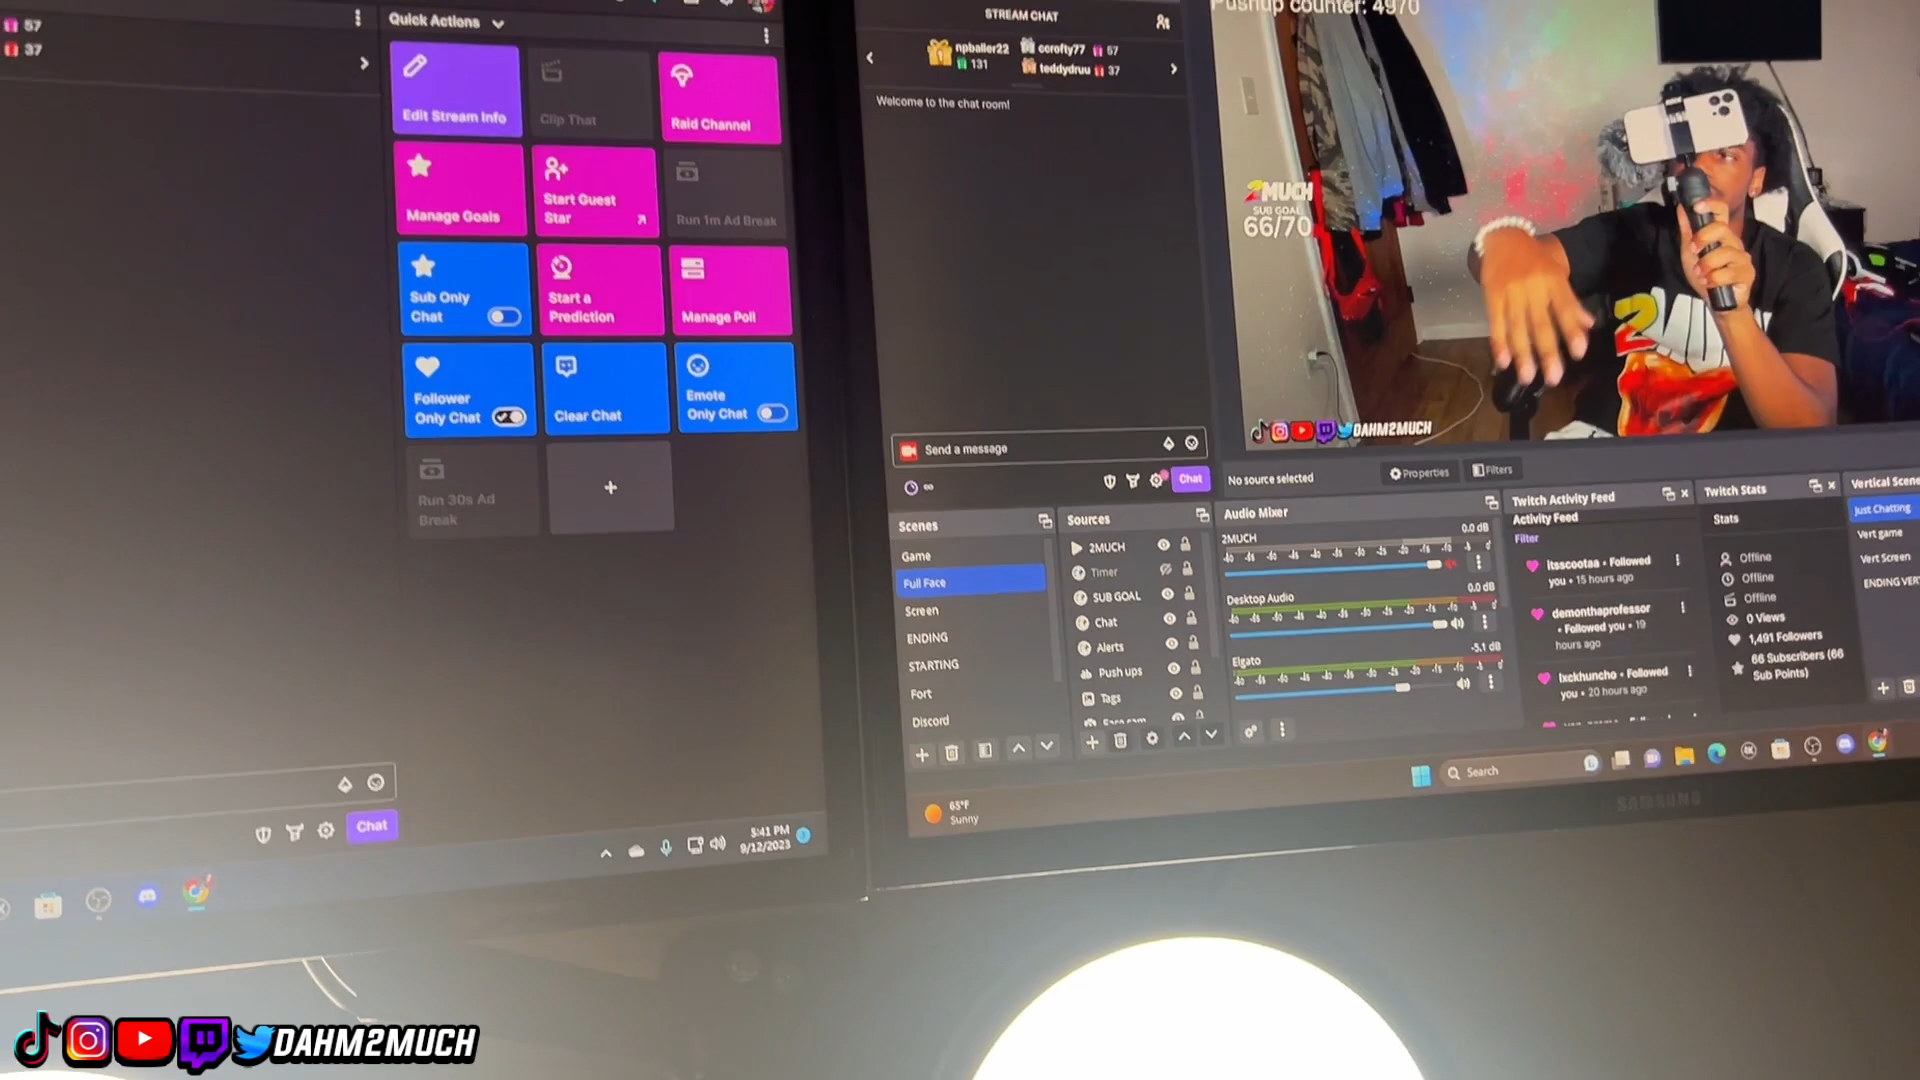 57
37
Quick Actions
Edit Stream Info
Clip That
Raid Channel
Manage Goals
Start Guest
Star
Run 1m Ad Break
Sub Only
Chat
Start a
Prediction
Manage Poll
Follower
Only Chat
Clear Chat
Emote
Only Chat
Run 30s Ad
Break
+
Chat
5:41 PM
9/12/2023
STREAM CHAT
npballer22
131
ccrofty77 57
teddydruu 37
Welcome to the chat room!
Send a message
Chat
Pushup counter: 4970
2MUCH
SUB GOAL
66/70
2MUCH
DAHM2MUCH
No source selected
Properties
Filters
Scenes
Game
Full Face
Screen
ENDING
STARTING
Fort
Discord
Sources
2MUCH
Timer
SUB GOAL
Chat
Alerts
Push ups
Tags
Audio Mixer
2MUCH
0.0 dB
Desktop Audio
0.0 dB
Elgato
-5.1 dB
Twitch Activity Feed
Activity Feed
Filter
itsscootaa • Followed
you • 15 hours ago
demonthaprofessor
• Followed you • 19
hours ago
lxckhuncho • Followed
you • 20 hours ago
Twitch Stats
Stats
Offline
Offline
Offline
0 Views
1,491 Followers
66 Subscribers (66
Sub Points)
Vertical Scene
Just Chatting
Vert game
Vert Screen
ENDING VER
65°F
Sunny
Search
SAMSUNG
DAHM2MUCH